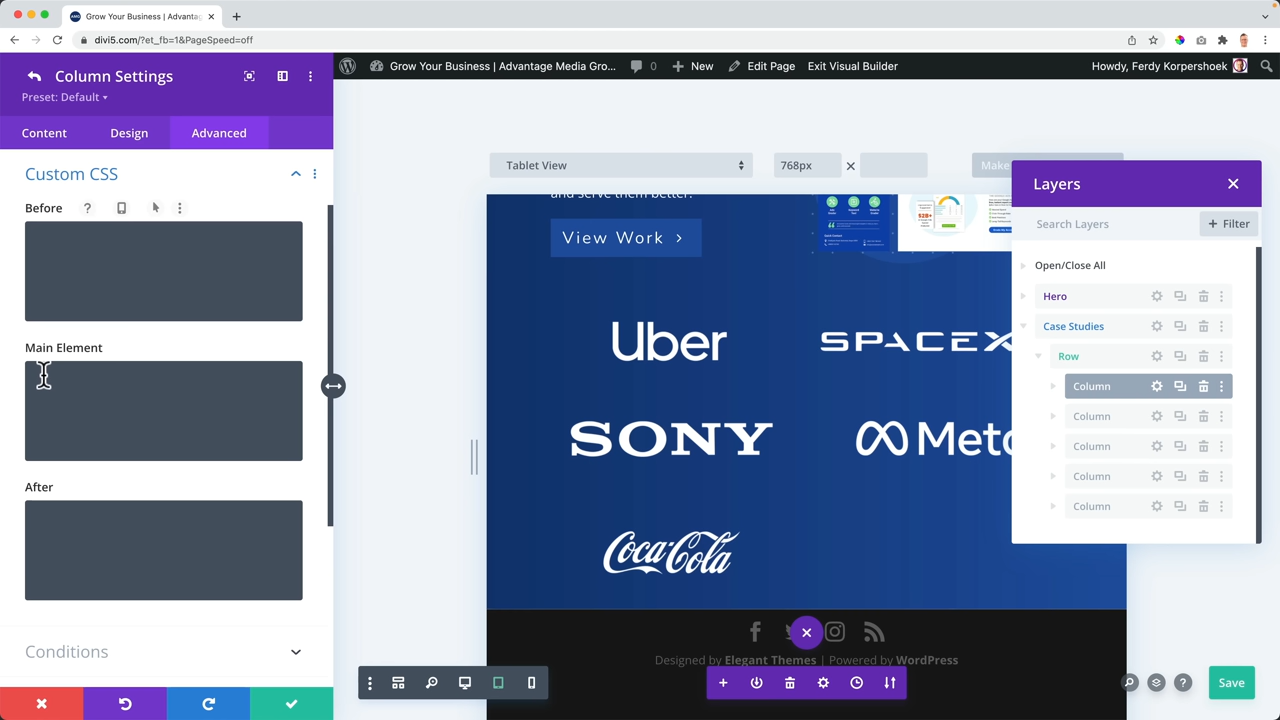 Grow Your Business | Advantag
divi5.com/?et_fb=1&PageSpeed=off
Column Settings
Preset: Default
Content
Design
Advanced
Custom CSS
Before
?
Main Element
After
Conditions
Grow Your Business | Advantage Media Gro...
0
New
Edit Page
Exit Visual Builder
Howdy, Ferdy Korpershoek
Tablet View
768px
Make
and serve them better.
View Work
Uber
SPACEX
SONY
Meta
Coca-Cola
Designed by Elegant Themes | Powered by WordPress
Layers
Search Layers
+ Filter
Open/Close All
Hero
Case Studies
Row
Column
Column
Column
Column
Column
?
Save